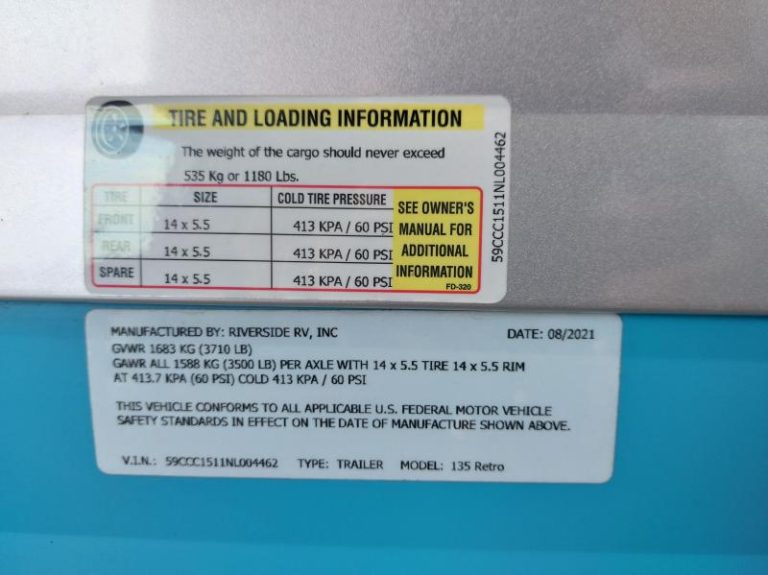 TIRE AND LOADING INFORMATION
The weight of the cargo should never exceed
535 Kg or 1180 Lbs.
TIRE SIZE COLD TIRE PRESSURE
FRONT 14 x 5.5 413 KPA / 60 PSI
REAR 14 x 5.5 413 KPA / 60 PSI
SPARE 14 x 5.5 413 KPA / 60 PSI
SEE OWNER'S
MANUAL FOR
ADDITIONAL
INFORMATION
FD-320
59CCC1511NL004462
MANUFACTURED BY: RIVERSIDE RV, INC DATE: 08/2021
GVWR 1683 KG (3710 LB)
GAWR ALL 1588 KG (3500 LB) PER AXLE WITH 14 x 5.5 TIRE 14 x 5.5 RIM
AT 413.7 KPA (60 PSI) COLD 413 KPA / 60 PSI
THIS VEHICLE CONFORMS TO ALL APPLICABLE U.S. FEDERAL MOTOR VEHICLE
SAFETY STANDARDS IN EFFECT ON THE DATE OF MANUFACTURE SHOWN ABOVE.
V.I.N.: 59CCC1511NL004462 TYPE: TRAILER MODEL: 135 Retro